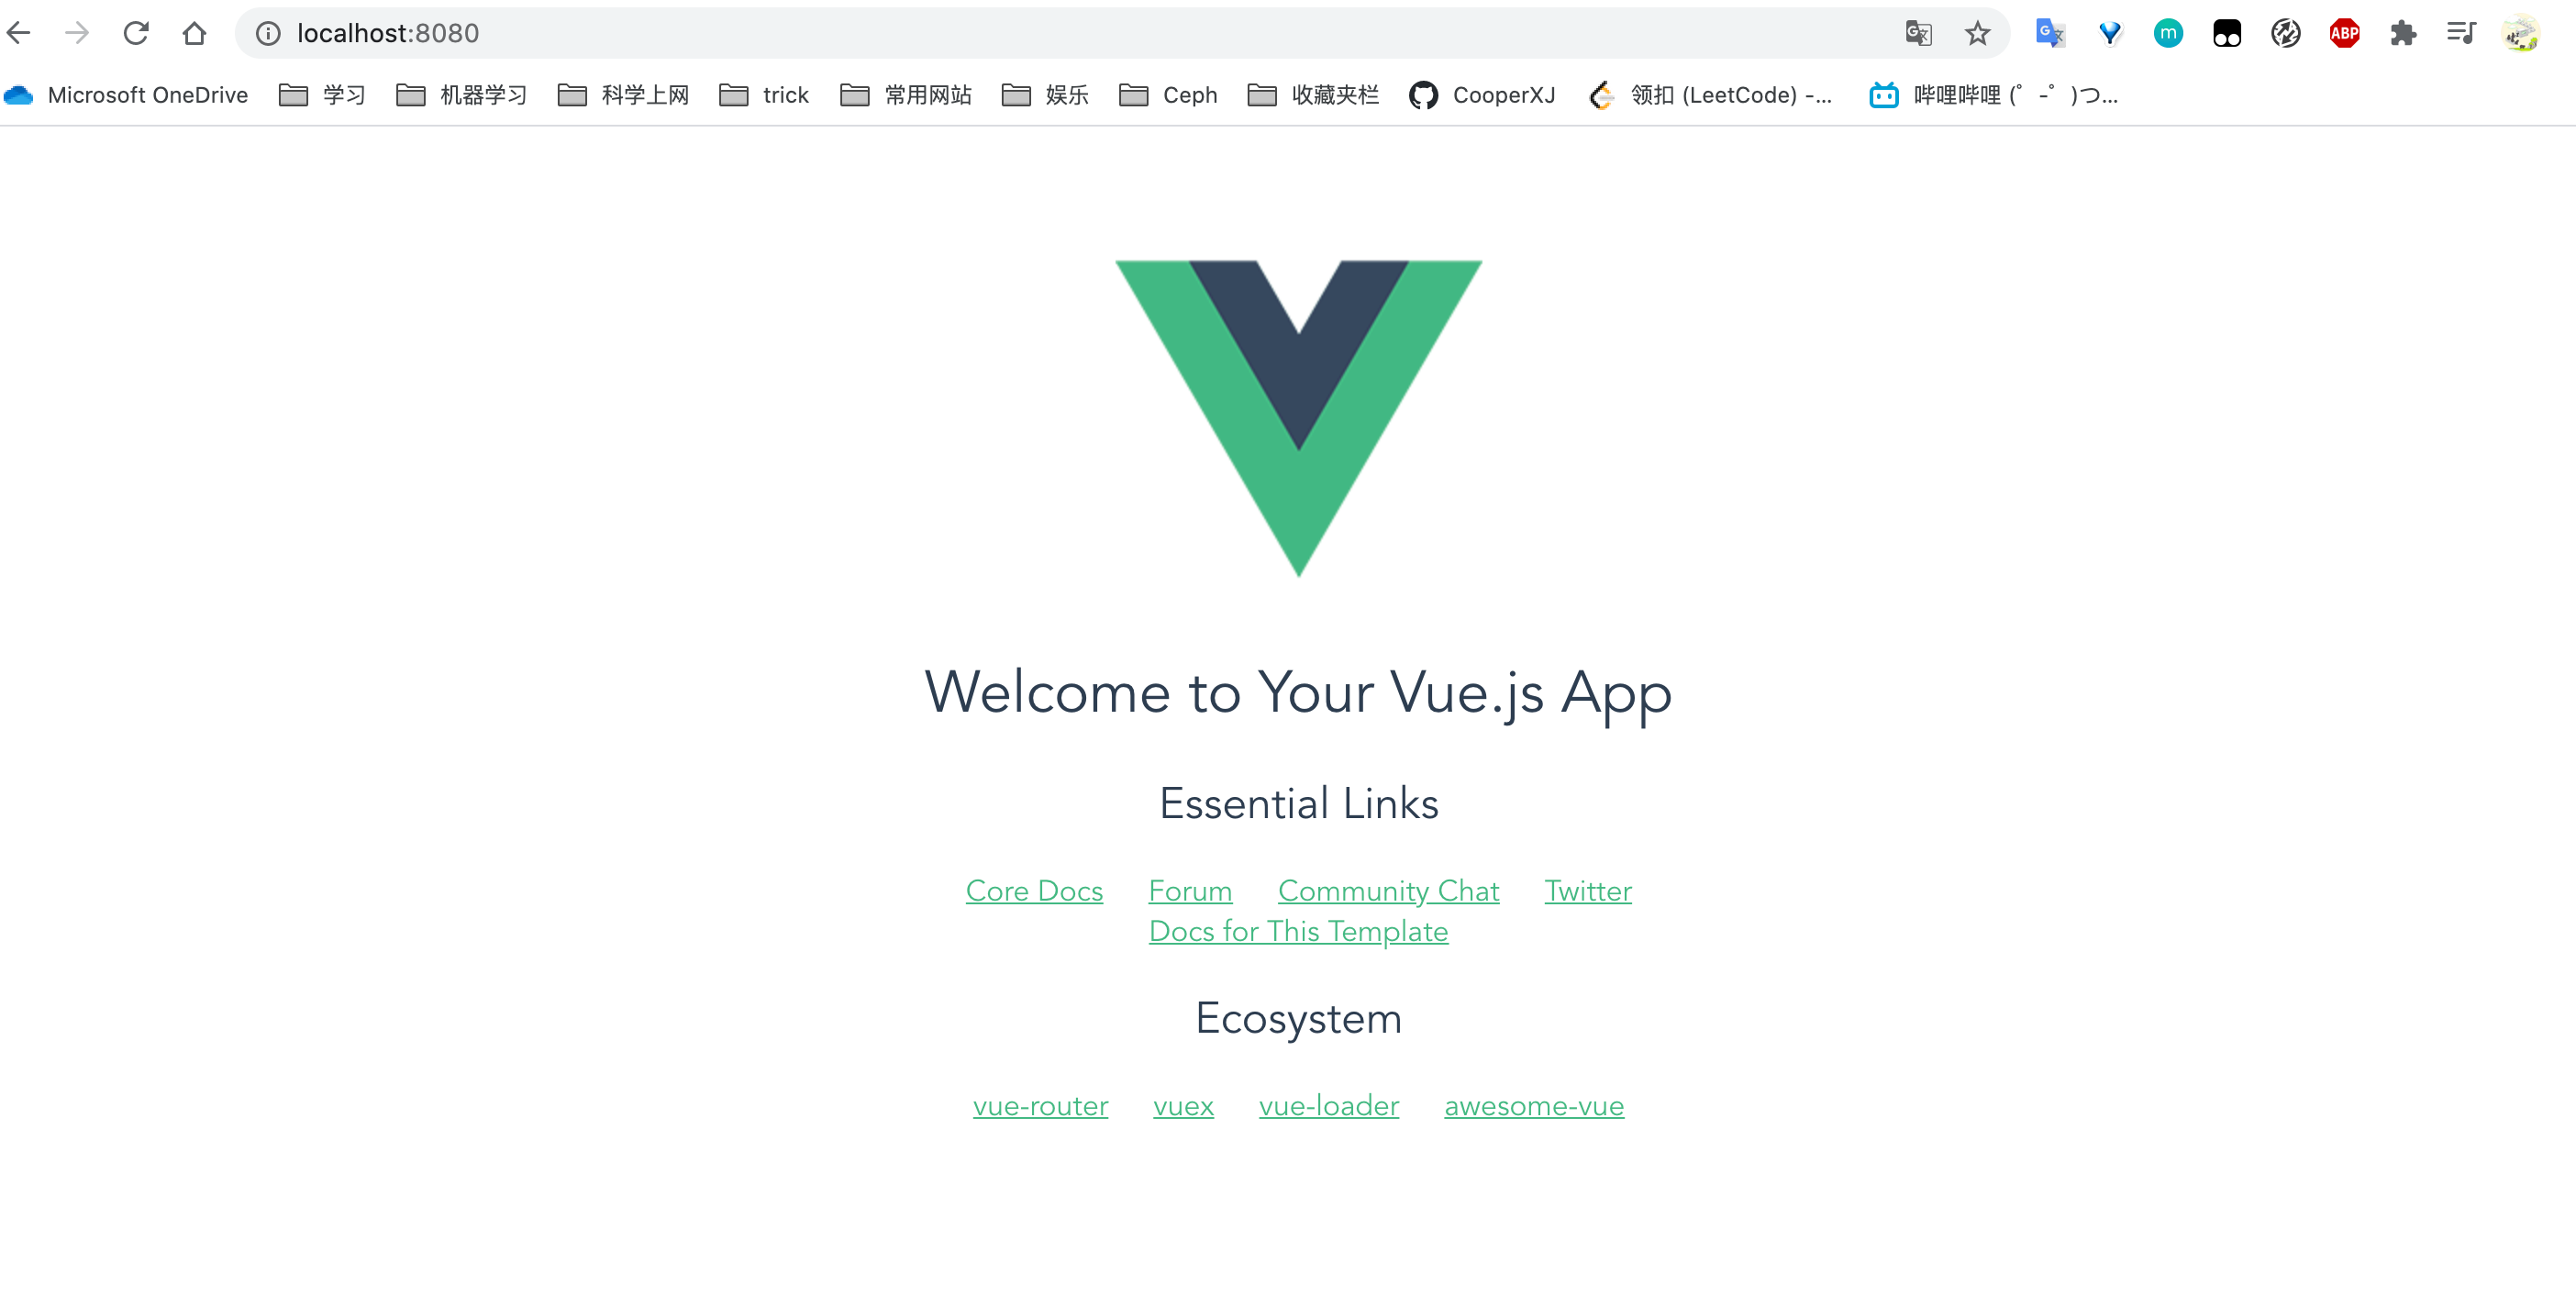 localhost:8080
Microsoft OneDrive 学习 机器学习 科学上网 trick 常用网站 娱乐 Ceph 收藏夹栏 CooperXJ 领扣 (LeetCode) -... 哔哩哔哩 (゜-゜)つ...
Welcome to Your Vue.js App
Essential Links
Core Docs Forum Community Chat Twitter
Docs for This Template
Ecosystem
vue-router vuex vue-loader awesome-vue